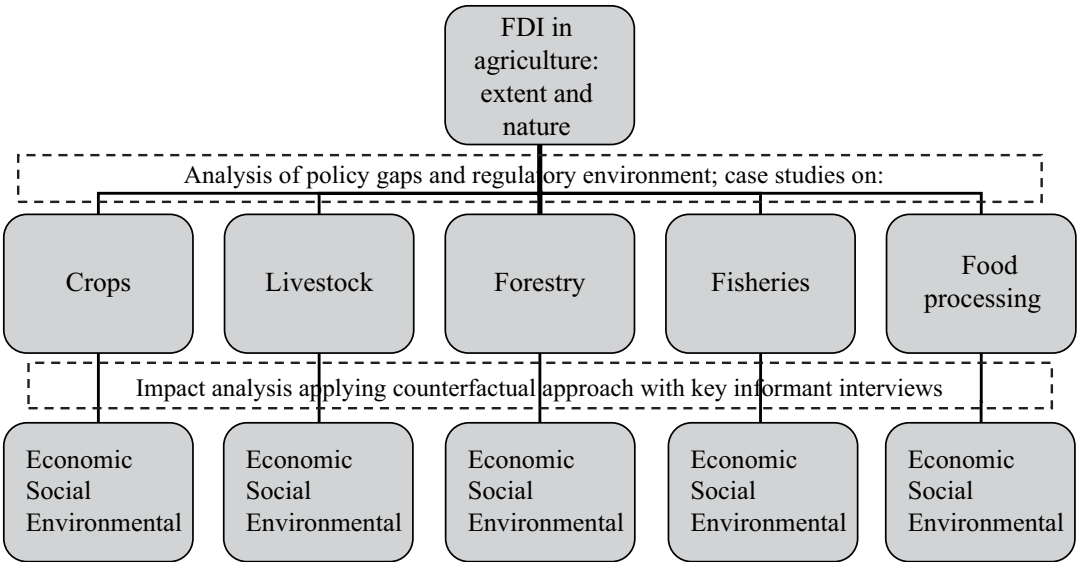 FDI in
agriculture:
extent and
nature
Analysis of policy gaps and regulatory environment; case studies on:
Crops
Livestock
Forestry
Fisheries
Food
processing
Impact analysis applying counterfactual approach with key informant interviews
Economic
Social
Environmental
Economic
Social
Environmental
Economic
Social
Environmental
Economic
Social
Environmental
Economic
Social
Environmental